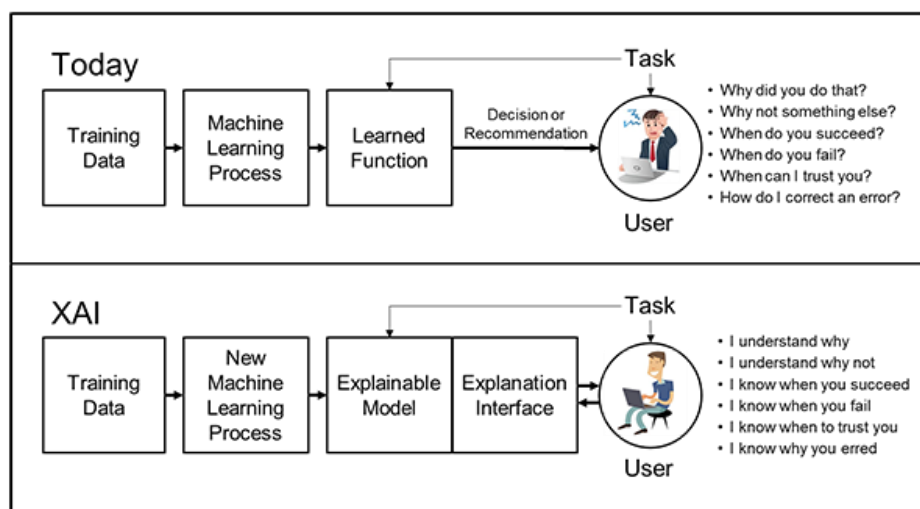 Today
Task
Training
Data
Machine
Learning
Process
Learned
Function
Decision or
Recommendation
User
• Why did you do that?
• Why not something else?
• When do you succeed?
• When do you fail?
• When can I trust you?
• How do I correct an error?
XAI
Task
Training
Data
New
Machine
Learning
Process
Explainable
Model
Explanation
Interface
User
• I understand why
• I understand why not
• I know when you succeed
• I know when you fail
• I know when to trust you
• I know why you erred